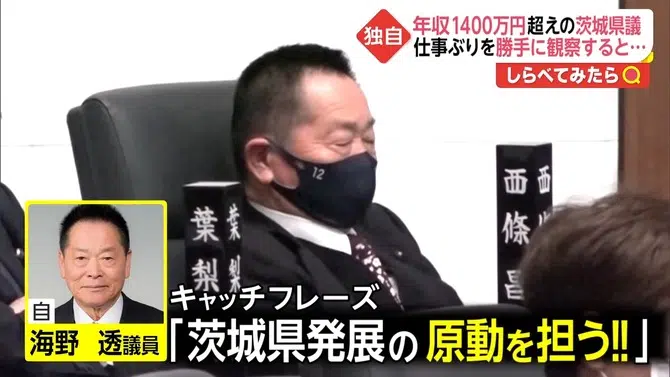 独自
年収1400万円超えの茨城県議
仕事ぶりを勝手に観察すると…
しらべてみたら
12
葉梨
葉梨
西條昌
西
自
海野 透議員
キャッチフレーズ
「茨城県発展の原動を担う!!」